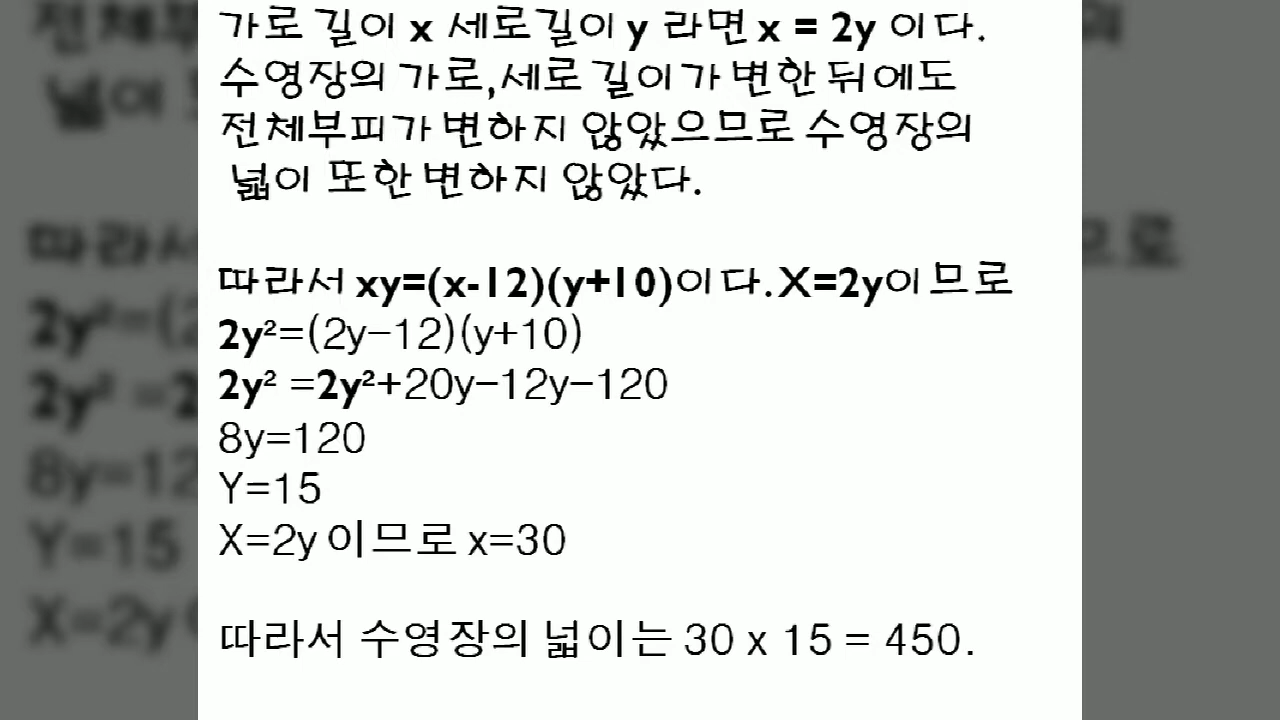 가로 길이 x 세로길이 y 라면 x = 2y 이다.
수영장의 가로,세로 길이가 변한 뒤에도
전체부피가 변하지 않았으므로 수영장의
넓이 또한 변하지 않았다.
따라서 xy=(x-12)(y+10)이다.X=2y이므로
2y²=(2y-12)(y+10)
2y² =2y²+20y-12y-120
8y=120
Y=15
X=2y 이므로 x=30
따라서 수영장의 넓이는 30 x 15 = 450.